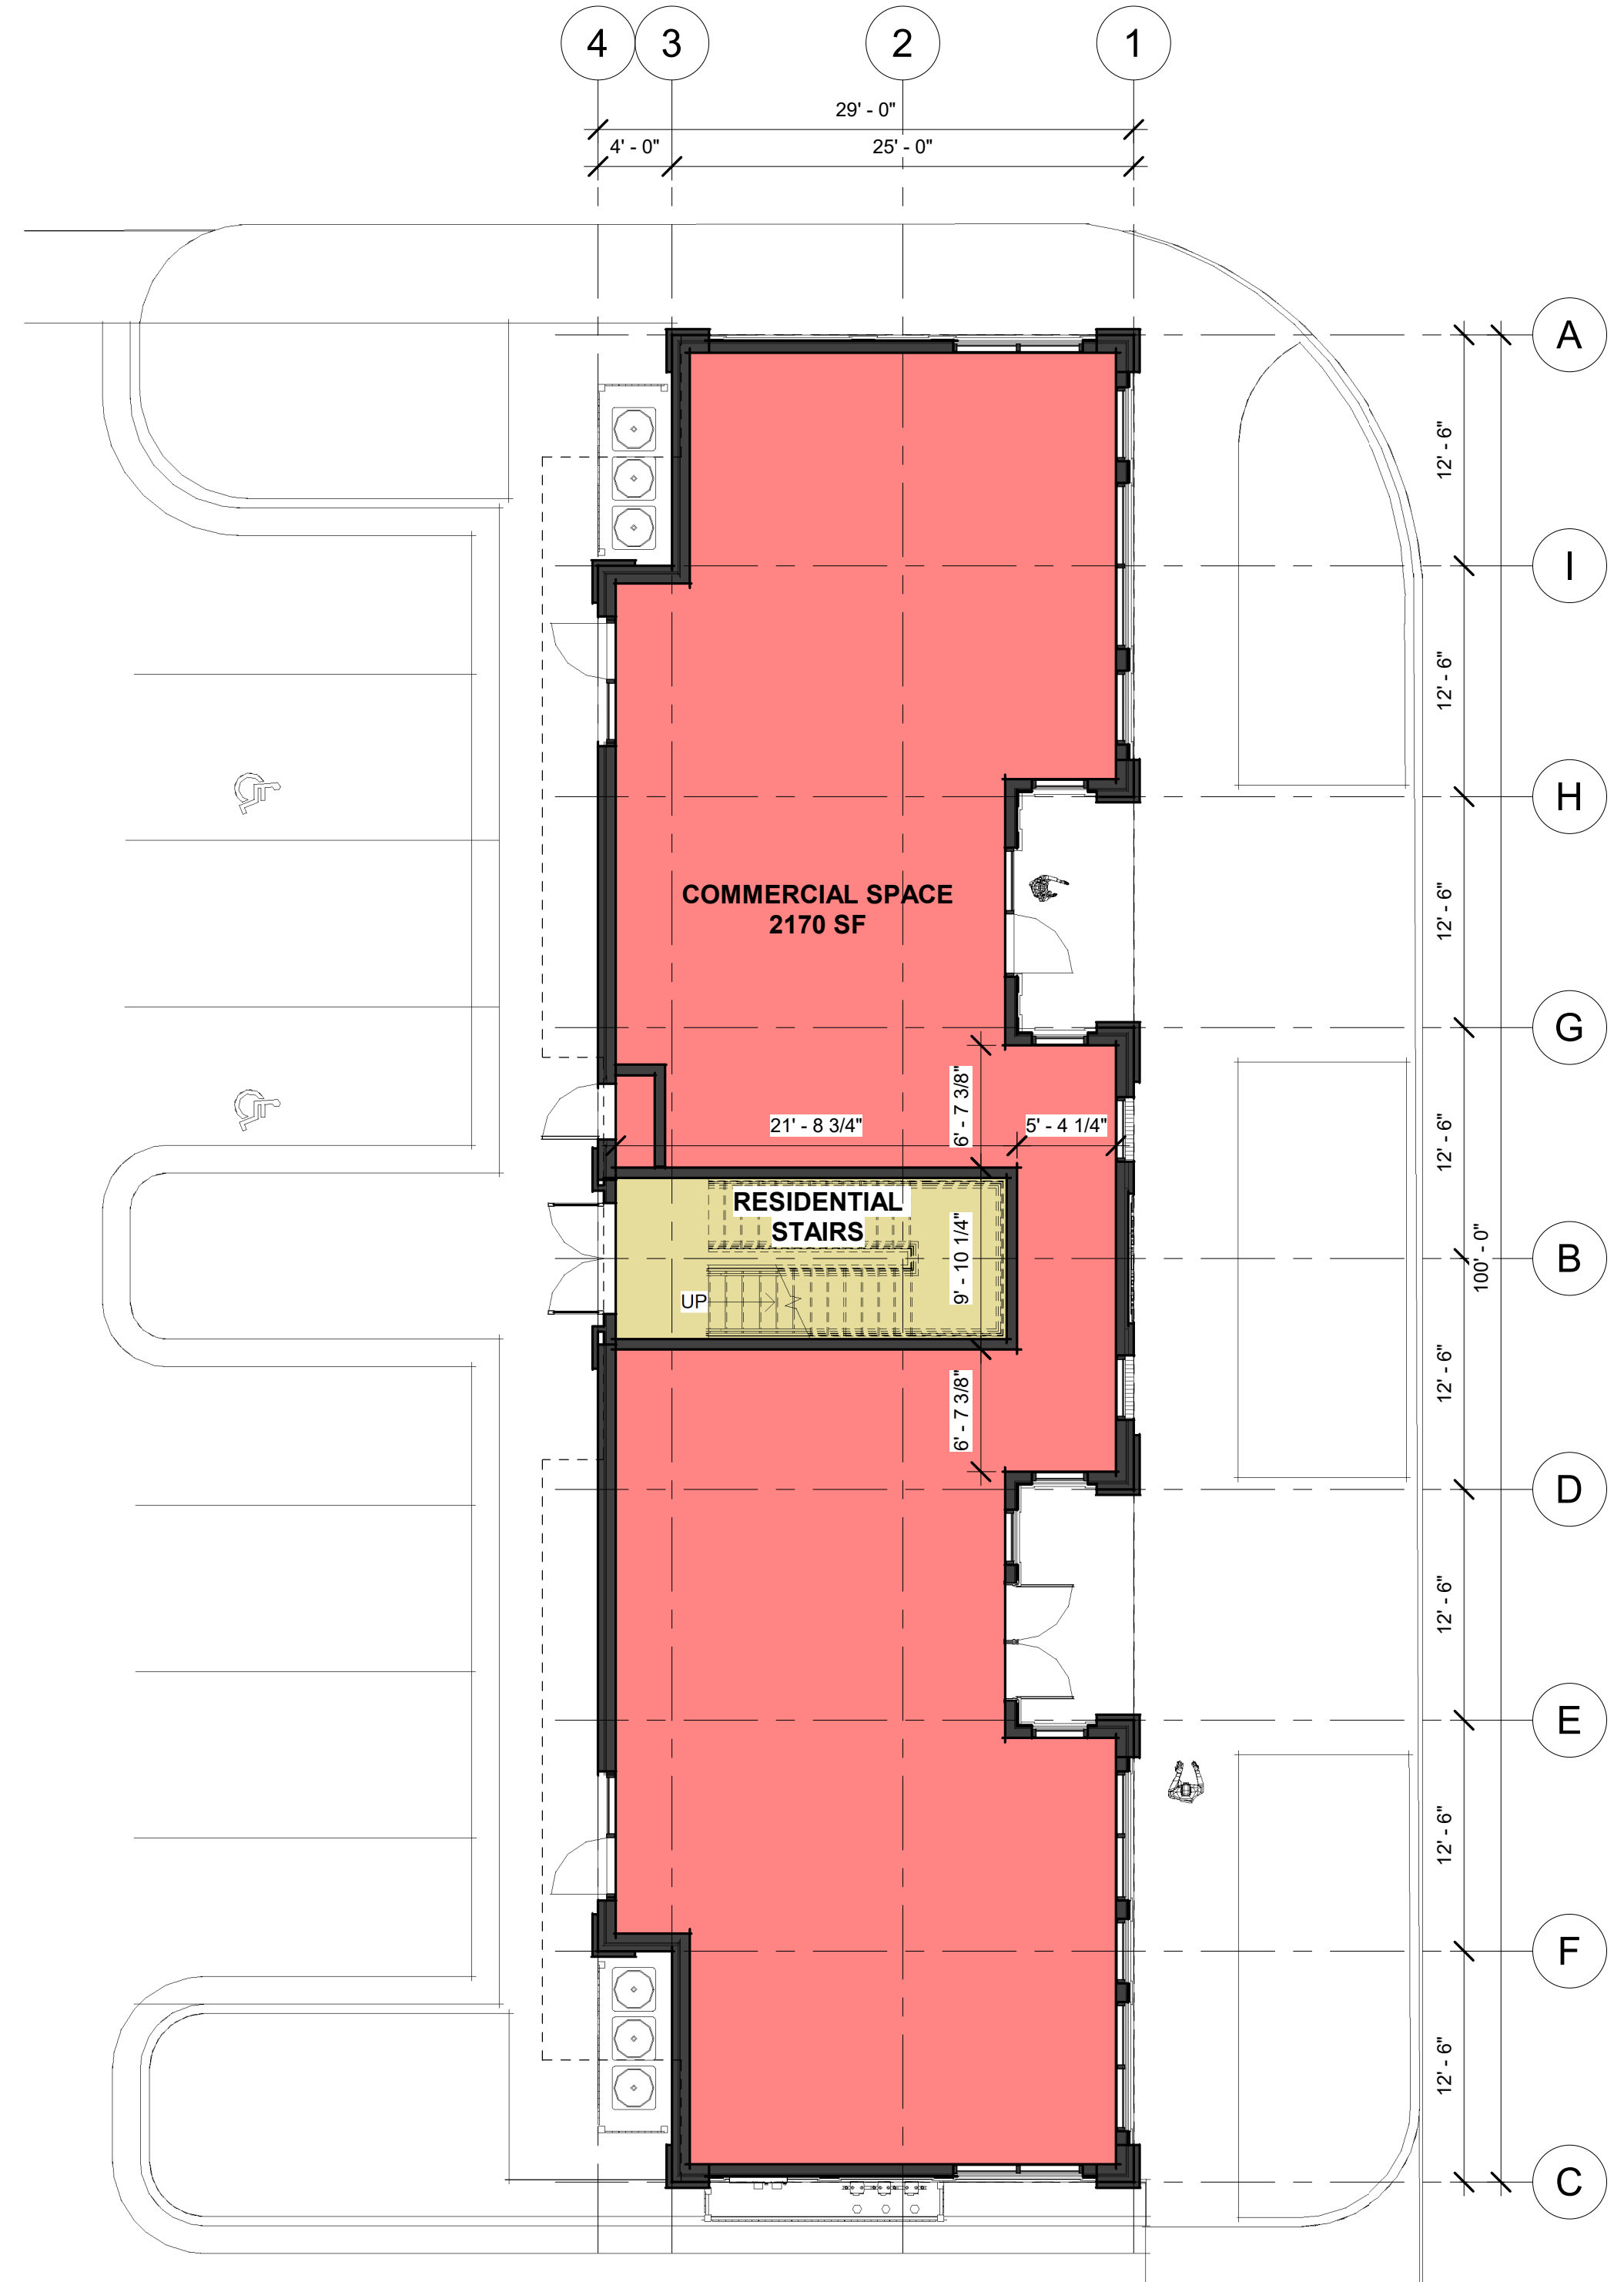 4 3 2 1
29' - 0"
4' - 0" 25' - 0"
A
12' - 6"
I
12' - 6"
H
COMMERCIAL SPACE
2170 SF
12' - 6"
G
6' - 7 3/8"
21' - 8 3/4" 5' - 4 1/4"
12' - 6"
RESIDENTIAL
STAIRS
9' - 10 1/4"
UP
B
100' - 0"
6' - 7 3/8"
12' - 6"
D
12' - 6"
E
12' - 6"
F
12' - 6"
C